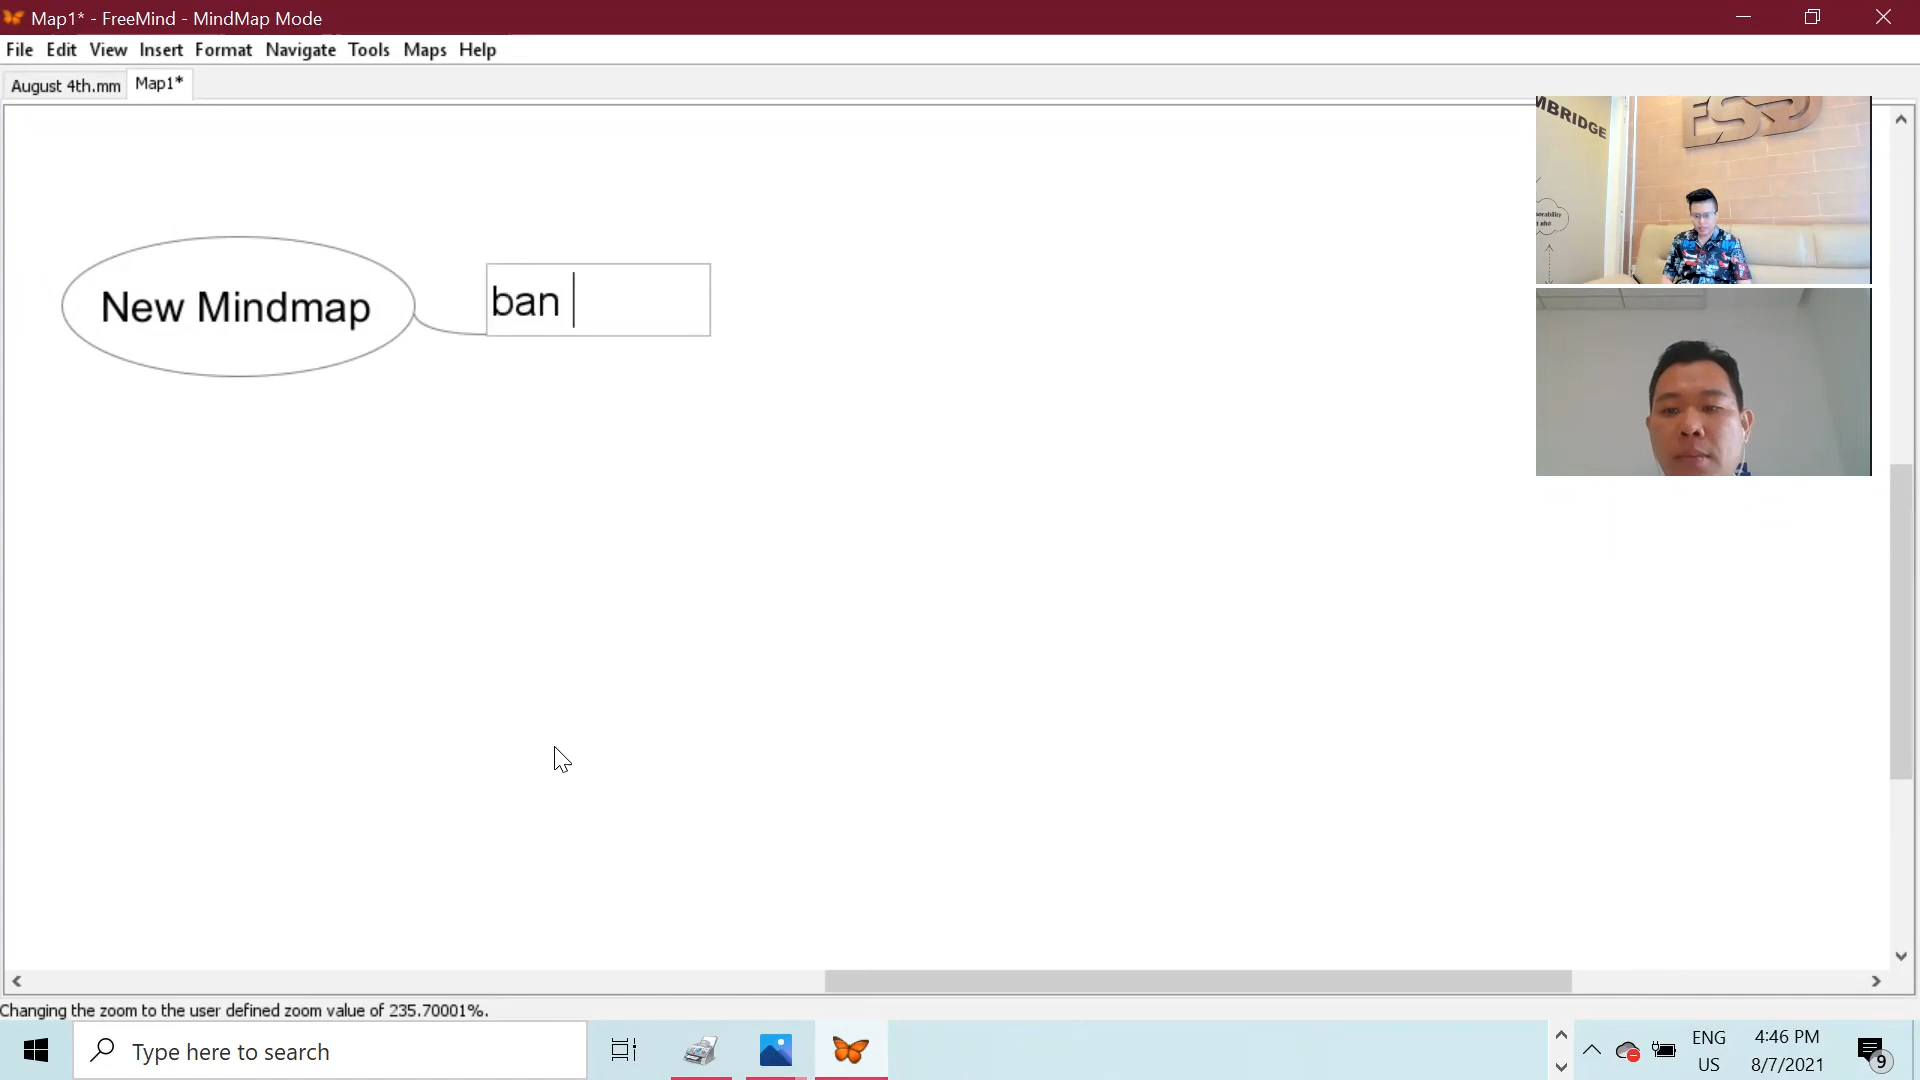 Map1* - FreeMind - MindMap Mode
File Edit View Insert Format Navigate Tools Maps Help
August 4th.mm Map1*
MBRIDGE
ESD
New Mindmap
ban
Changing the zoom to the user defined zoom value of 235.70001%.
Type here to search
ENG
US
4:46 PM
8/7/2021
9